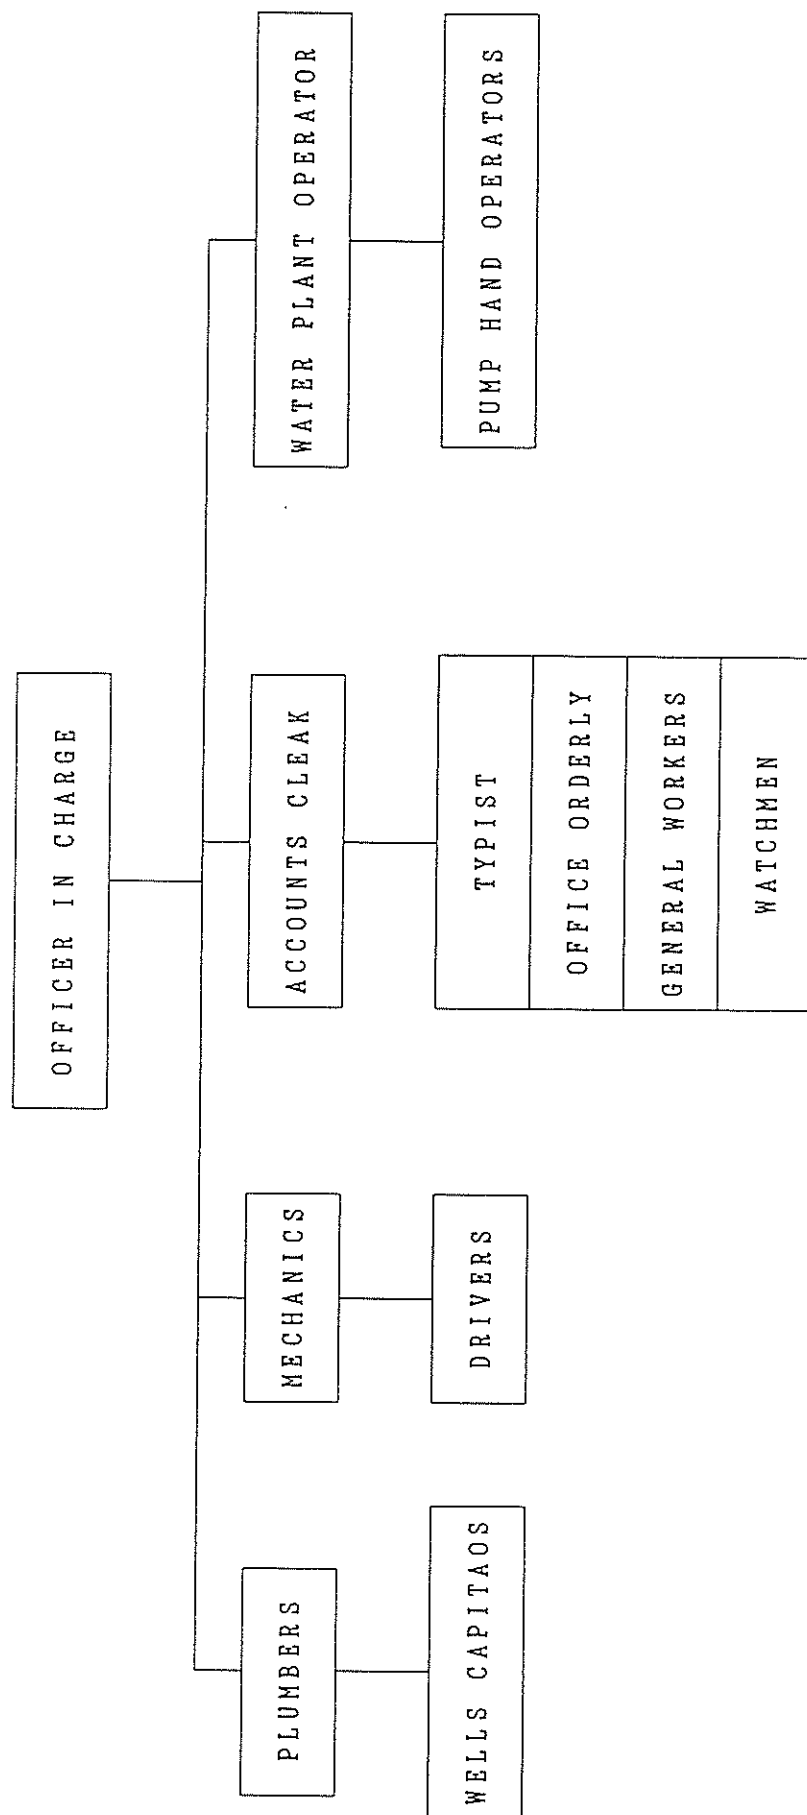 OFFICER IN CHARGE
PLUMBERS
MECHANICS
ACCOUNTS CLEAK
WATER PLANT OPERATOR
WELLS CAPITAOS
DRIVERS
TYPIST
OFFICE ORDERLY
GENERAL WORKERS
WATCHMEN
PUMP HAND OPERATORS